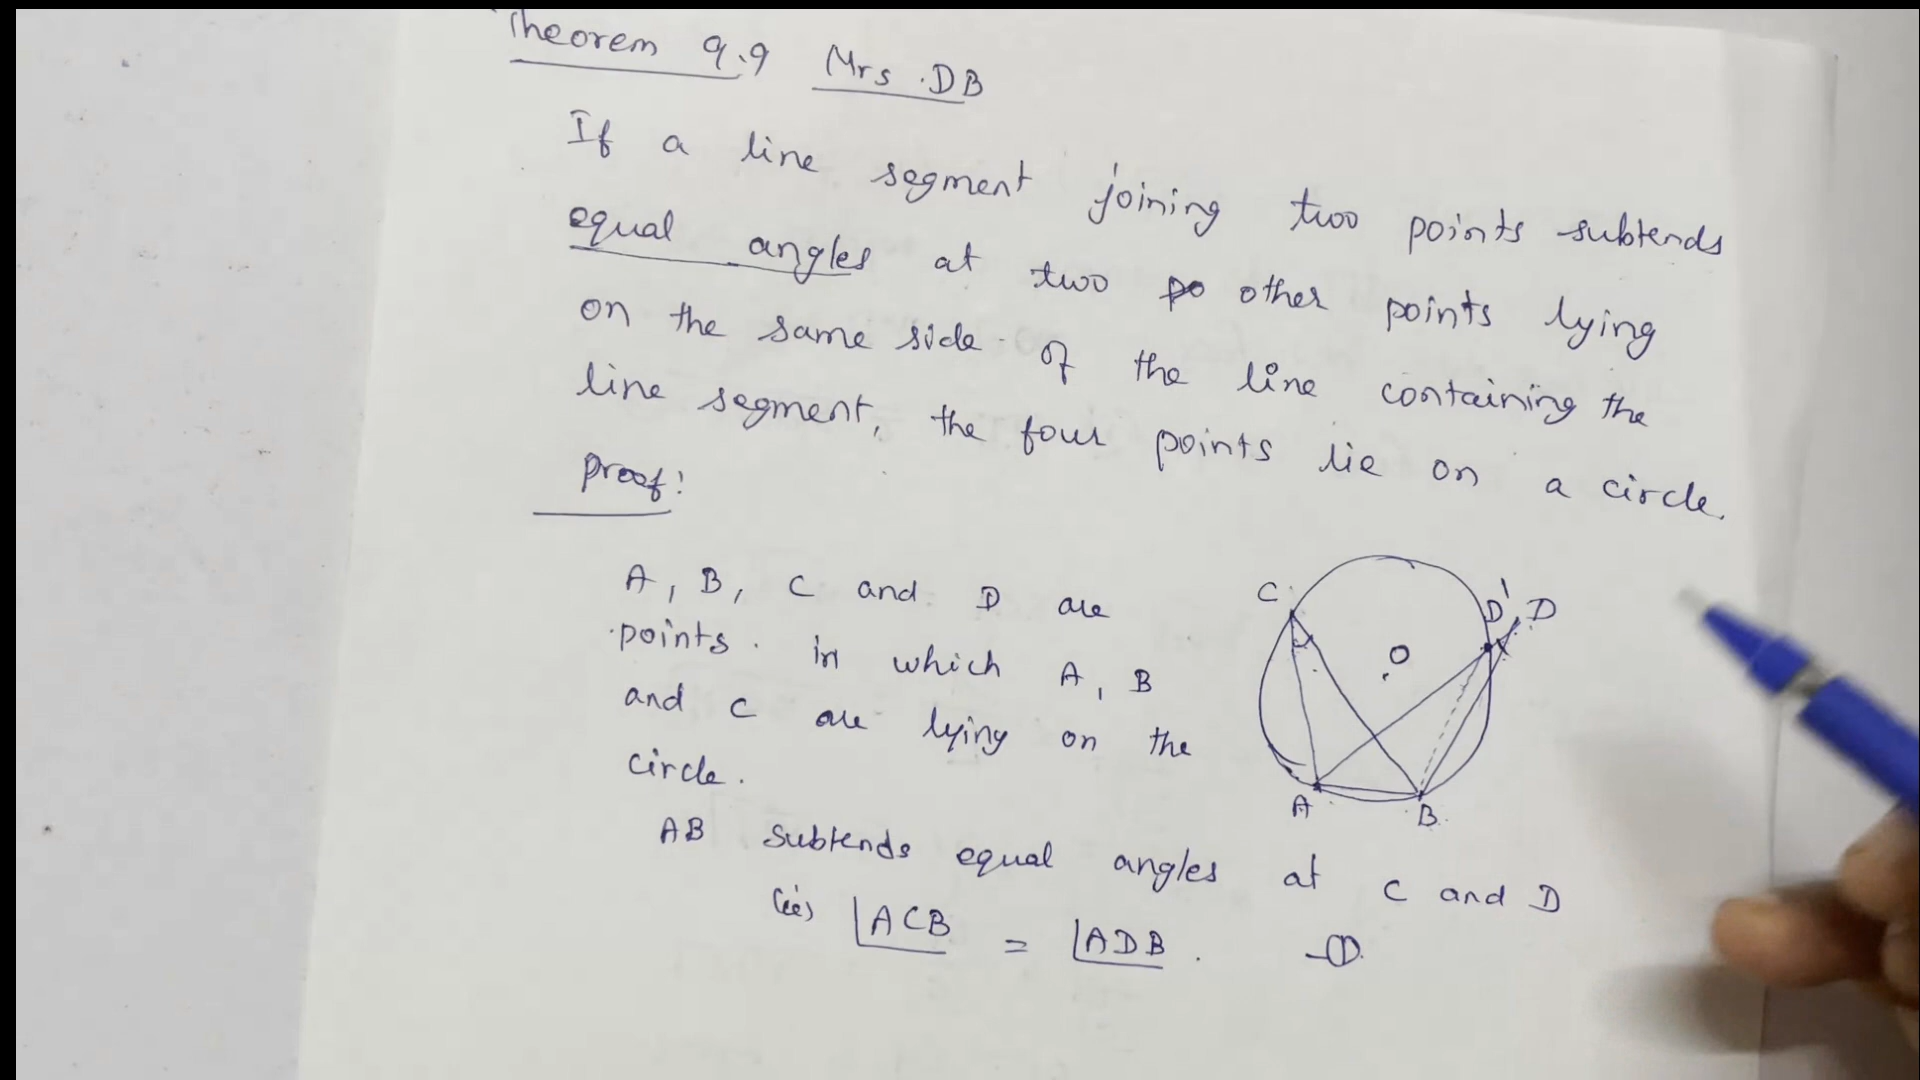 Theorem 9.9 Mrs. DB
If a line segment joining two points subtends
equal angles at two other points lying
on the same side of the line containing the
line segment, the four points lie on a circle.
Proof:
A, B, C and D are
points in which A, B
and C are lying on the
circle.
C
D' D
O
A
B
AB subtends equal angles at C and D
(ie) ∠ACB = ∠ADB. —①